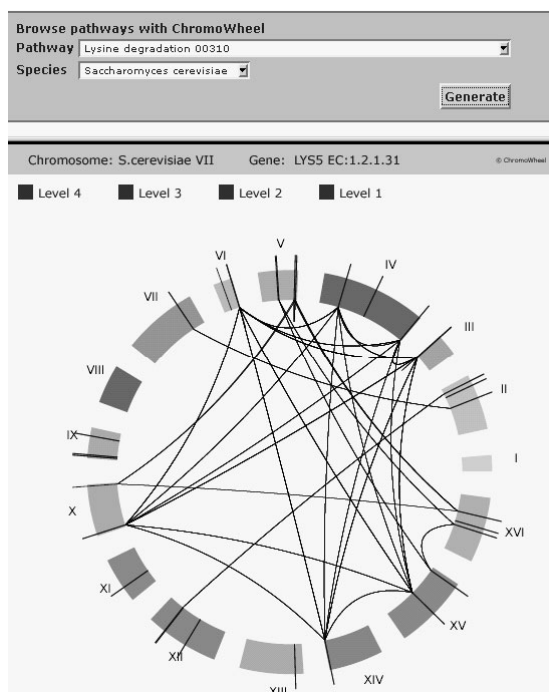 Browse pathways with ChromoWheel
Pathway Lysine degradation 00310
Species Saccharomyces cerevisiae
Generate
Chromosome: S.cerevisiae VII Gene: LYS5 EC:1.2.1.31 © ChromoWheel
Level 4 Level 3 Level 2 Level 1
V
VI
IV
VII
III
VIII
II
IX
I
X
XVI
XI
XV
XII
XIV
XIII